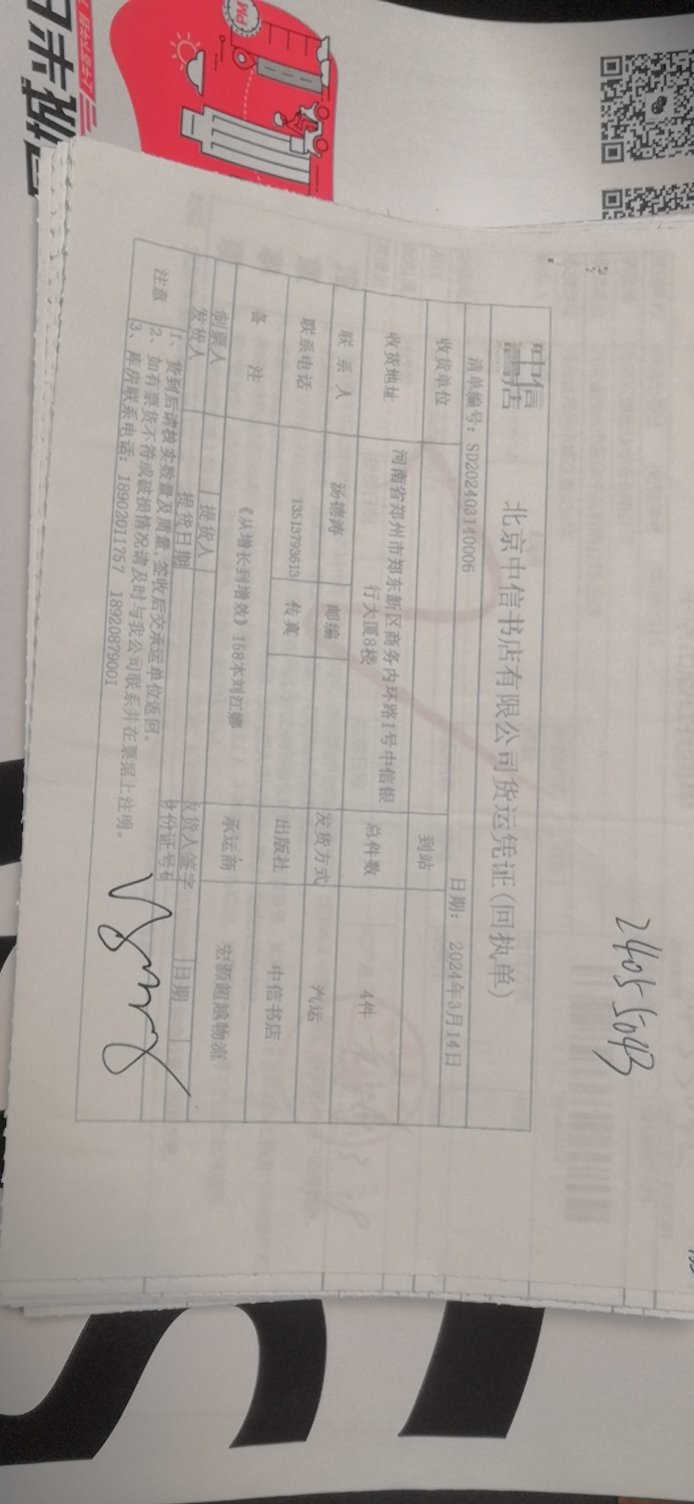 24055043
中信书店
北京中信书店有限公司货运凭证(回执单)
清单编号: SD202403140006 日期: 2024年3月14日
收货单位 到站
收货地址 河南省郑州市郑东新区商务内环路1号中信银行大厦8楼 总件数 4件
联系人 汤德涛 邮编 发货方式 汽运
联系电话 13513793613 传真 出版社 中信书店
备注 《从增长到增效》158本刘江娜 承运商 宏源超越物流
制票人 提货人 收货人签字 日期
发货人 提货日期 身份证号码
注意 1、货到后请核实数量及质量,签收后交承运单位返回。
2、如有票货不符或破损情况请及时与我公司联系并在票据上注明。
3、库房联系电话: 18902011757 18920879001